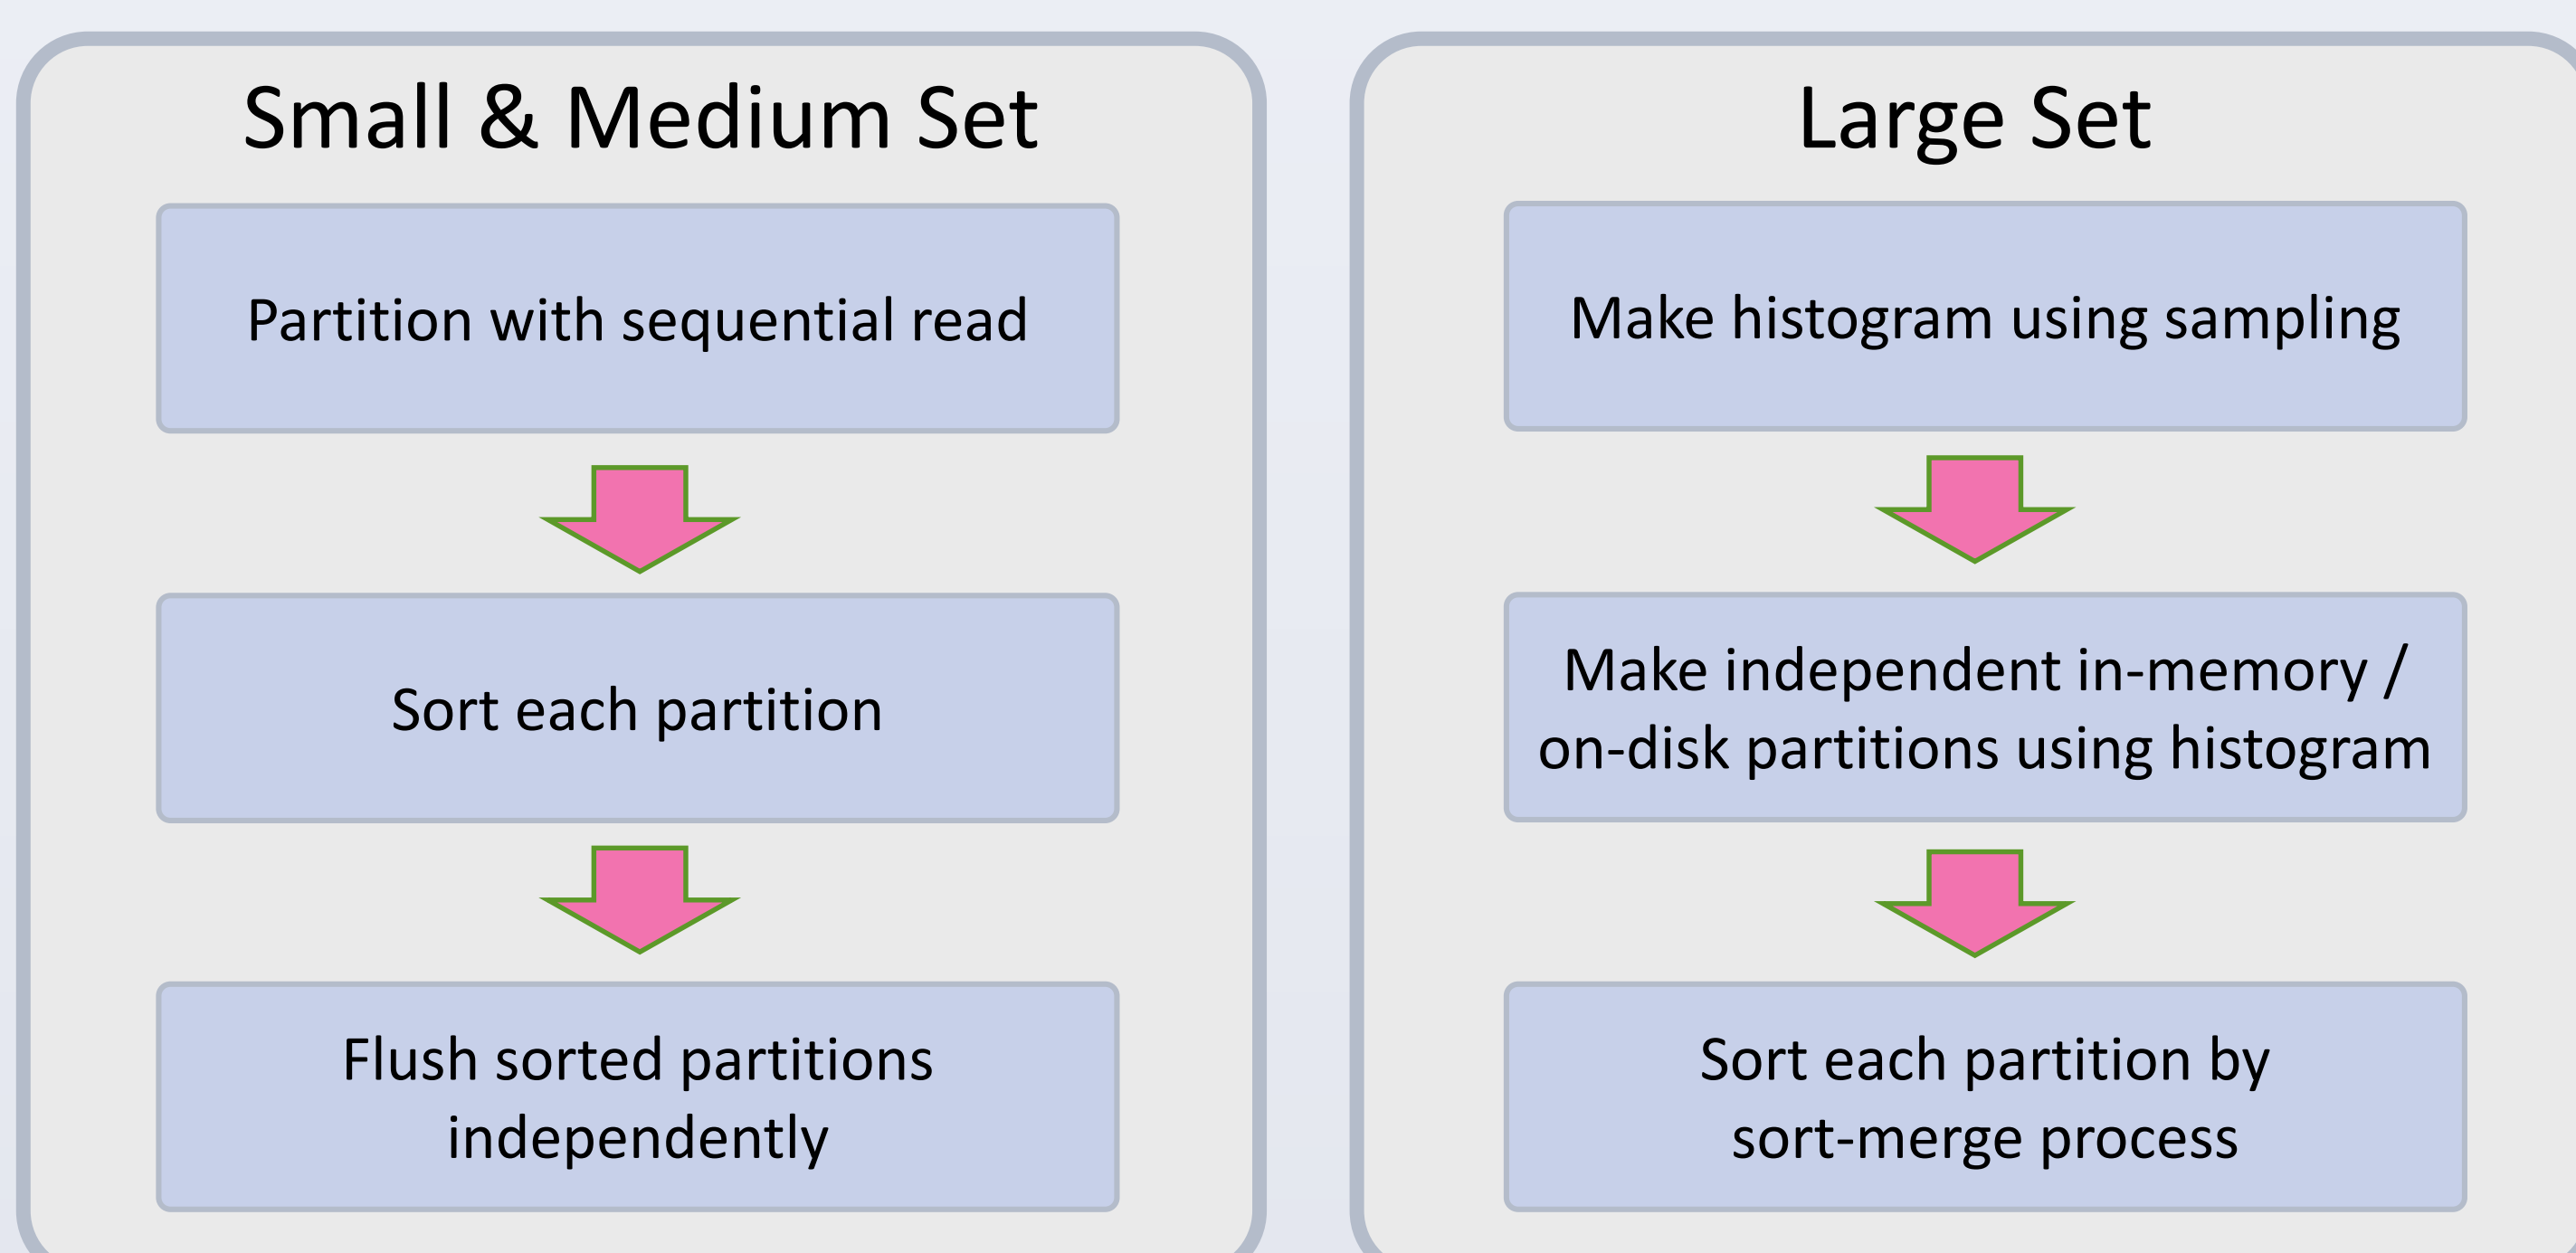 Small & Medium Set
Partition with sequential read
Sort each partition
Flush sorted partitions
independently
Large Set
Make histogram using sampling
Make independent in-memory /
on-disk partitions using histogram
Sort each partition by
sort-merge process